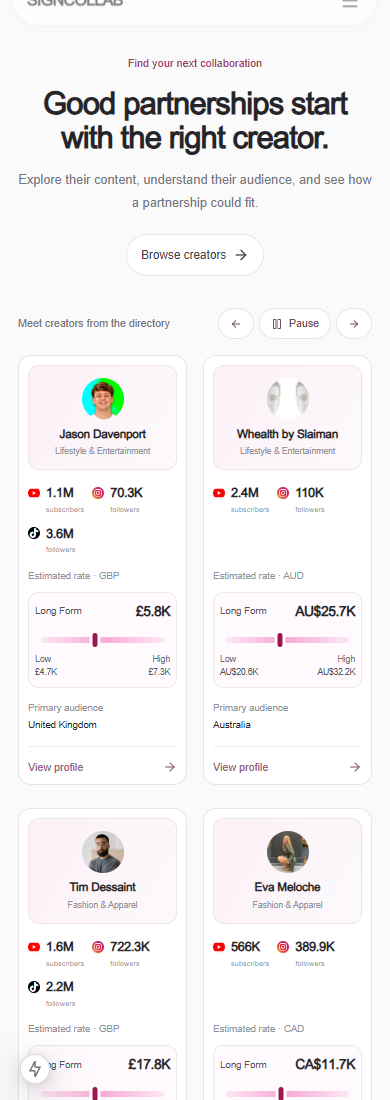 SIGNCOLLAB
Find your next collaboration
Good partnerships start
with the right creator.
Explore their content, understand their audience, and see how
a partnership could fit.
Browse creators
Meet creators from the directory
Pause
Jason Davenport
Lifestyle & Entertainment
1.1M
subscribers
70.3K
followers
3.6M
followers
Estimated rate · GBP
Long Form
£5.8K
Low
High
£4.7K
£7.3K
Primary audience
United Kingdom
View profile
Whealth by Slaiman
Lifestyle & Entertainment
2.4M
subscribers
110K
followers
Estimated rate · AUD
Long Form
AU$25.7K
Low
High
AU$20.6K
AU$32.2K
Primary audience
Australia
View profile
Tim Dessaint
Fashion & Apparel
1.6M
subscribers
722.3K
followers
2.2M
followers
Estimated rate · GBP
Form
£17.8K
Eva Meloche
Fashion & Apparel
566K
subscribers
389.9K
followers
Estimated rate · CAD
Long Form
CA$11.7K